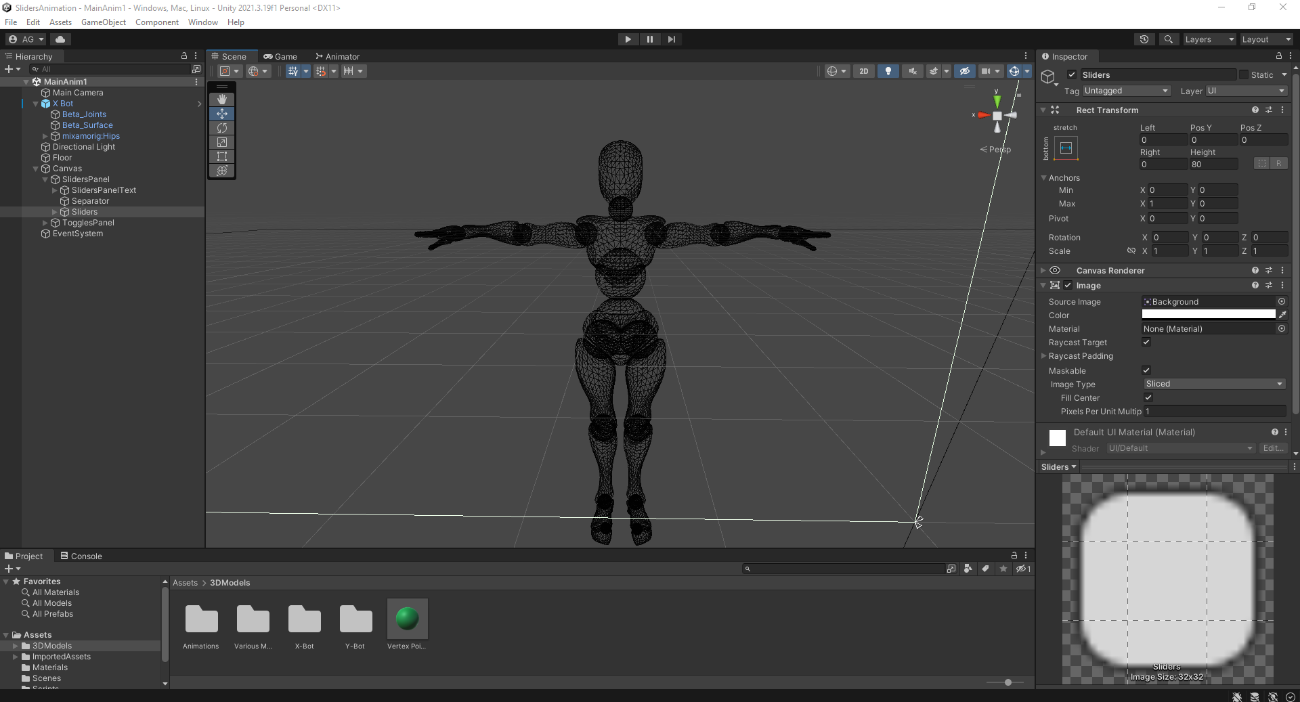 SlidersAnimation - MainAnim1 - Windows, Mac, Linux - Unity 2021.3.19f1 Personal <DX11>
File Edit Assets GameObject Component Window Help
AG
Layers Layout
Hierarchy
All
MainAnim1
Main Camera
X Bot
Beta_Joints
Beta_Surface
mixamorig:Hips
Directional Light
Floor
Canvas
SlidersPanel
SlidersPanelText
Separator
Sliders
TogglesPanel
EventSystem
Scene Game Animator
2D
y
x
Persp
Inspector
Sliders Static
Tag Untagged Layer UI
Rect Transform
stretch
bottom
Left Pos Y Pos Z
0 0 0
Right Height
0 80
R
Anchors
Min X 0 Y 0
Max X 1 Y 0
Pivot X 0 Y 0
Rotation X 0 Y 0 Z 0
Scale X 1 Y 1 Z 1
Canvas Renderer
Image
Source Image Background
Color
Material None (Material)
Raycast Target
Raycast Padding
Maskable
Image Type Sliced
Fill Center
Pixels Per Unit Multip 1
Default UI Material (Material)
Shader UI/Default Edit...
Sliders
Sliders
Image Size: 32x32
Project Console
1
Favorites
All Materials
All Models
All Prefabs
Assets
3DModels
ImportedAssets
Materials
Scenes
Scripts
Assets > 3DModels
Animations Various M... X-Bot Y-Bot Vertex Poi...